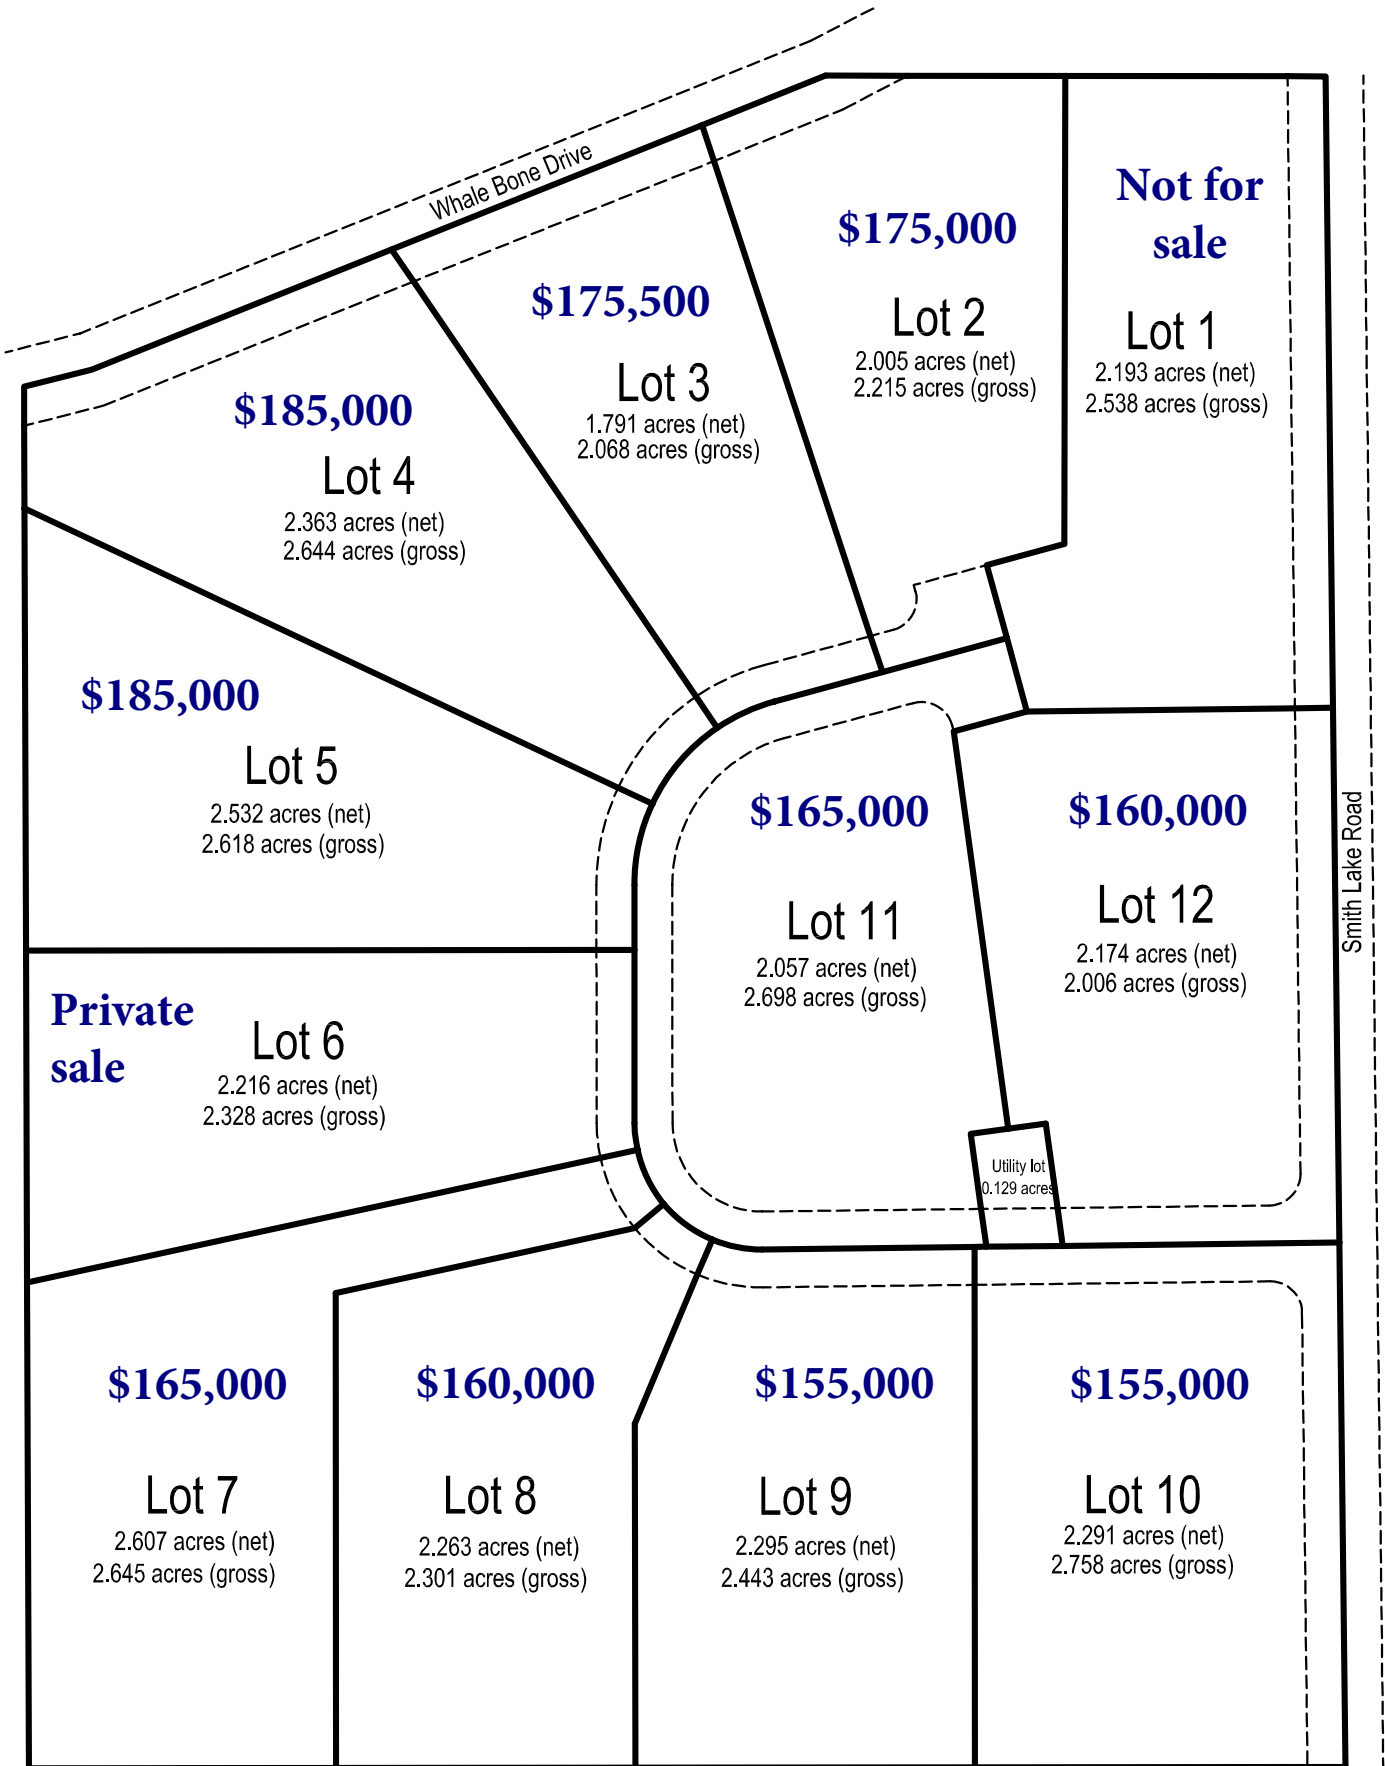 Whale Bone Drive
Not for
sale
Lot 1
2.193 acres (net)
2.538 acres (gross)
$175,000
Lot 2
2.005 acres (net)
2.215 acres (gross)
$175,500
Lot 3
1.791 acres (net)
2.068 acres (gross)
$185,000
Lot 4
2.363 acres (net)
2.644 acres (gross)
$185,000
Lot 5
2.532 acres (net)
2.618 acres (gross)
$165,000
Lot 11
2.057 acres (net)
2.698 acres (gross)
$160,000
Lot 12
2.174 acres (net)
2.006 acres (gross)
Smith Lake Road
Private
sale
Lot 6
2.216 acres (net)
2.328 acres (gross)
Utility lot
0.129 acres
$165,000
Lot 7
2.607 acres (net)
2.645 acres (gross)
$160,000
Lot 8
2.263 acres (net)
2.301 acres (gross)
$155,000
Lot 9
2.295 acres (net)
2.443 acres (gross)
$155,000
Lot 10
2.291 acres (net)
2.758 acres (gross)